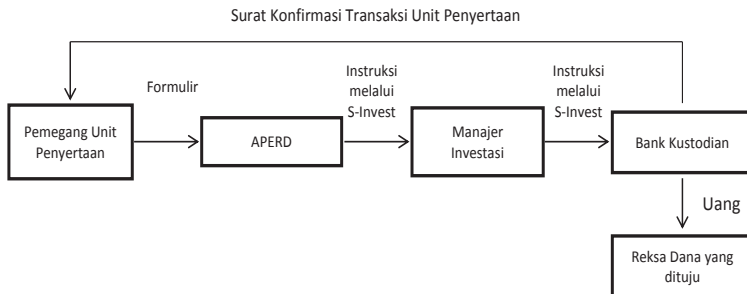 Surat Konfirmasi Transaksi Unit Penyertaan
Formulir
Instruksi
melalui
S-Invest
Instruksi
melalui
S-Invest
Pemegang Unit
Penyertaan
APERD
Manajer
Investasi
Bank Kustodian
Uang
Reksa Dana yang
dituju